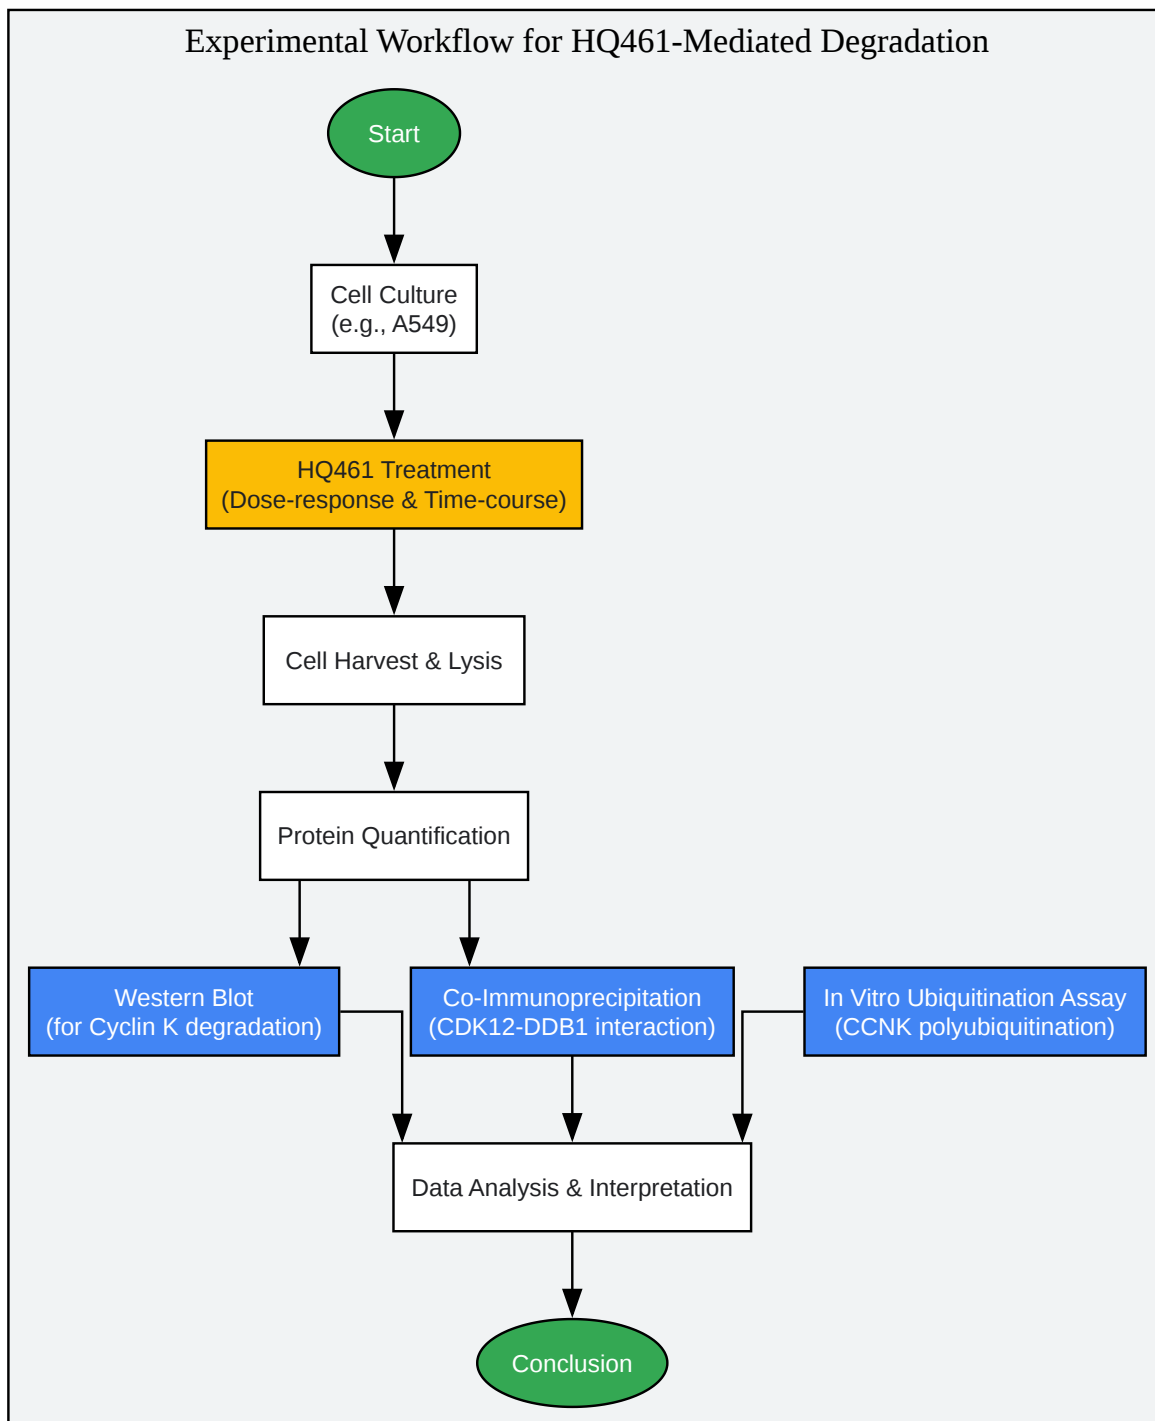 Experimental Workflow for HQ461-Mediated Degradation
Start
Cell Culture
(e.g., A549)
HQ461 Treatment
(Dose-response & Time-course)
Cell Harvest & Lysis
Protein Quantification
Western Blot
(for Cyclin K degradation)
Co-Immunoprecipitation
(CDK12-DDB1 interaction)
In Vitro Ubiquitination Assay
(CCNK polyubiquitination)
Data Analysis & Interpretation
Conclusion